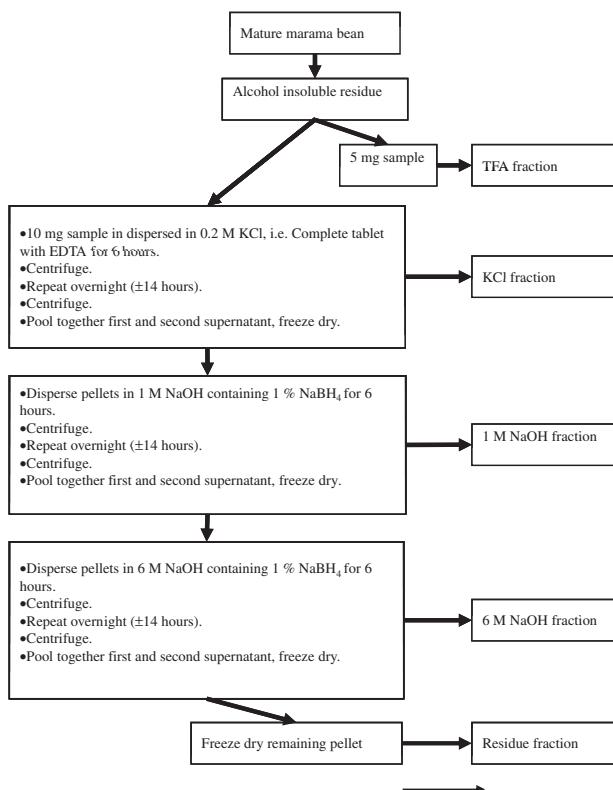 Mature marama bean
Alcohol insoluble residue
5 mg sample
TFA fraction
•10 mg sample in dispersed in 0.2 M KCl, i.e. Complete tablet
with EDTA for 6 hours.
•Centrifuge.
•Repeat overnight (±14 hours).
•Centrifuge.
•Pool together first and second supernatant, freeze dry.
KCl fraction
•Disperse pellets in 1 M NaOH containing 1 % NaBH₄ for 6
hours.
•Centrifuge.
•Repeat overnight (±14 hours).
•Centrifuge.
•Pool together first and second supernatant, freeze dry.
1 M NaOH fraction
•Disperse pellets in 6 M NaOH containing 1 % NaBH₄ for 6
hours.
•Centrifuge.
•Repeat overnight (±14 hours).
•Centrifuge.
•Pool together first and second supernatant, freeze dry.
6 M NaOH fraction
Freeze dry remaining pellet
Residue fraction